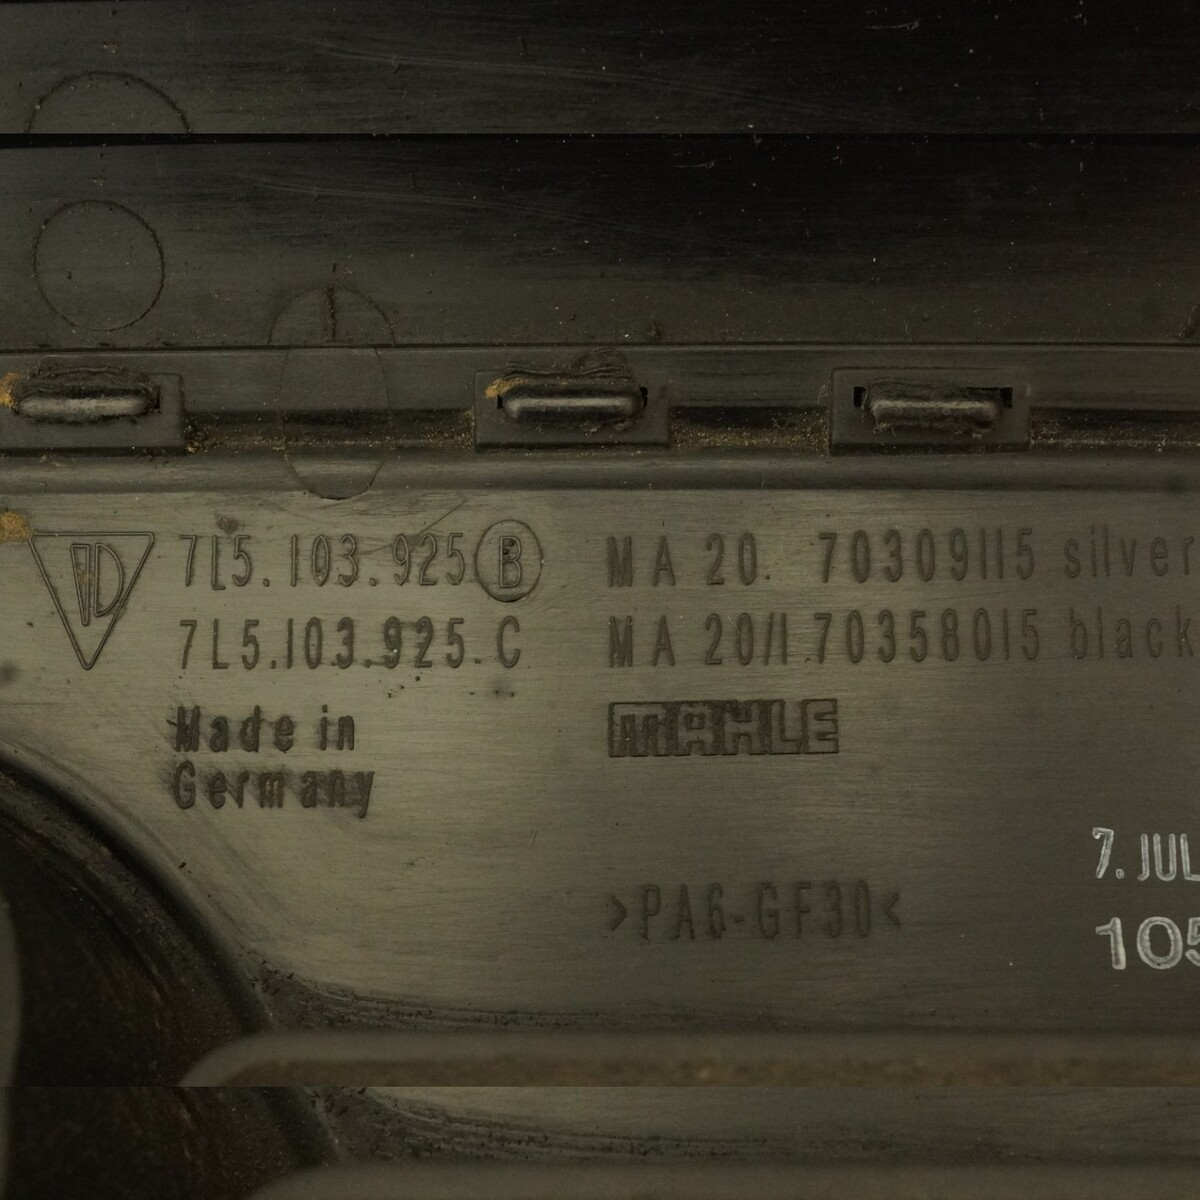 7L5.103.925 B MA 20. 70309115 silver
7L5.103.925.C MA 20/1 70358015 black
Made in
Germany
MAHLE
7. JUL
>PA6-GF30<
105